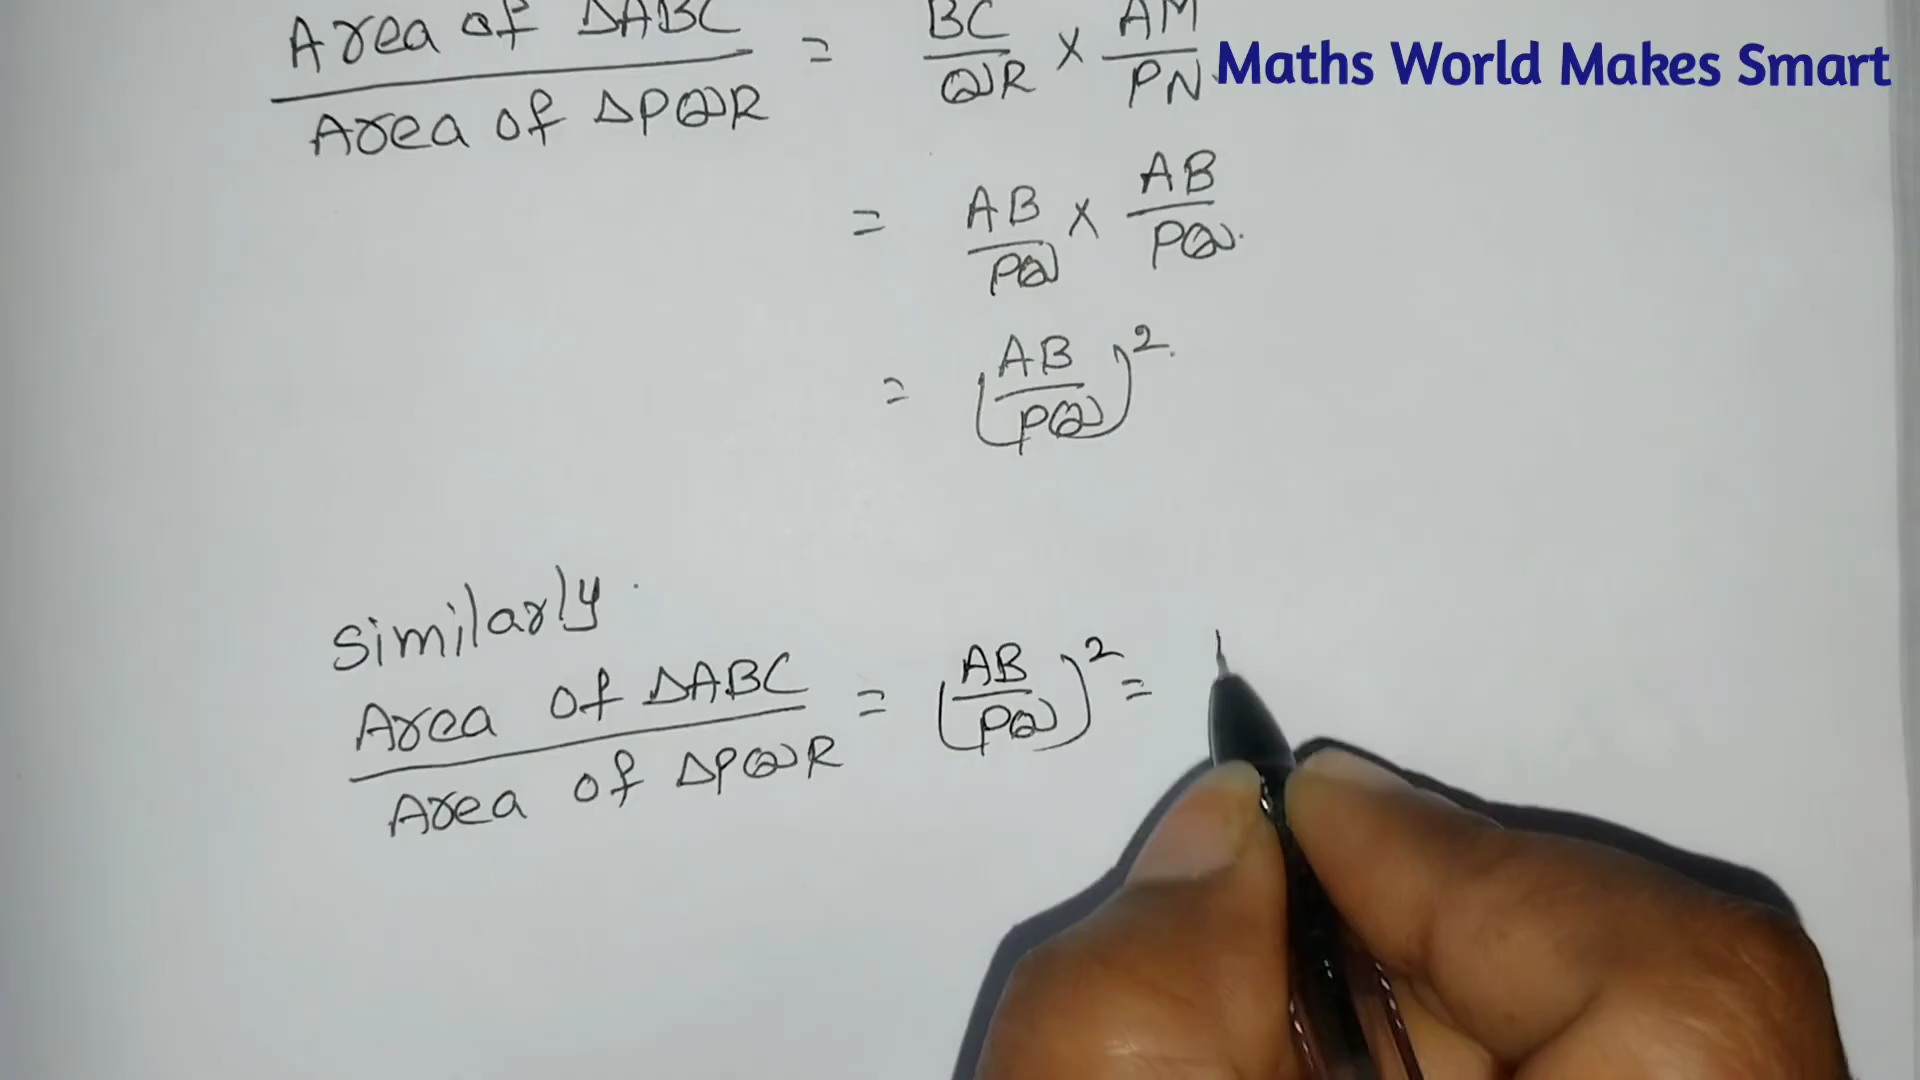 Area of ΔABC / Area of ΔPQR = BC/QR × AM/PN
Maths World Makes Smart
= AB/PQ × AB/PQ.
= (AB/PQ)².
Similarly.
Area of ΔABC / Area of ΔPQR = (AB/PQ)² =